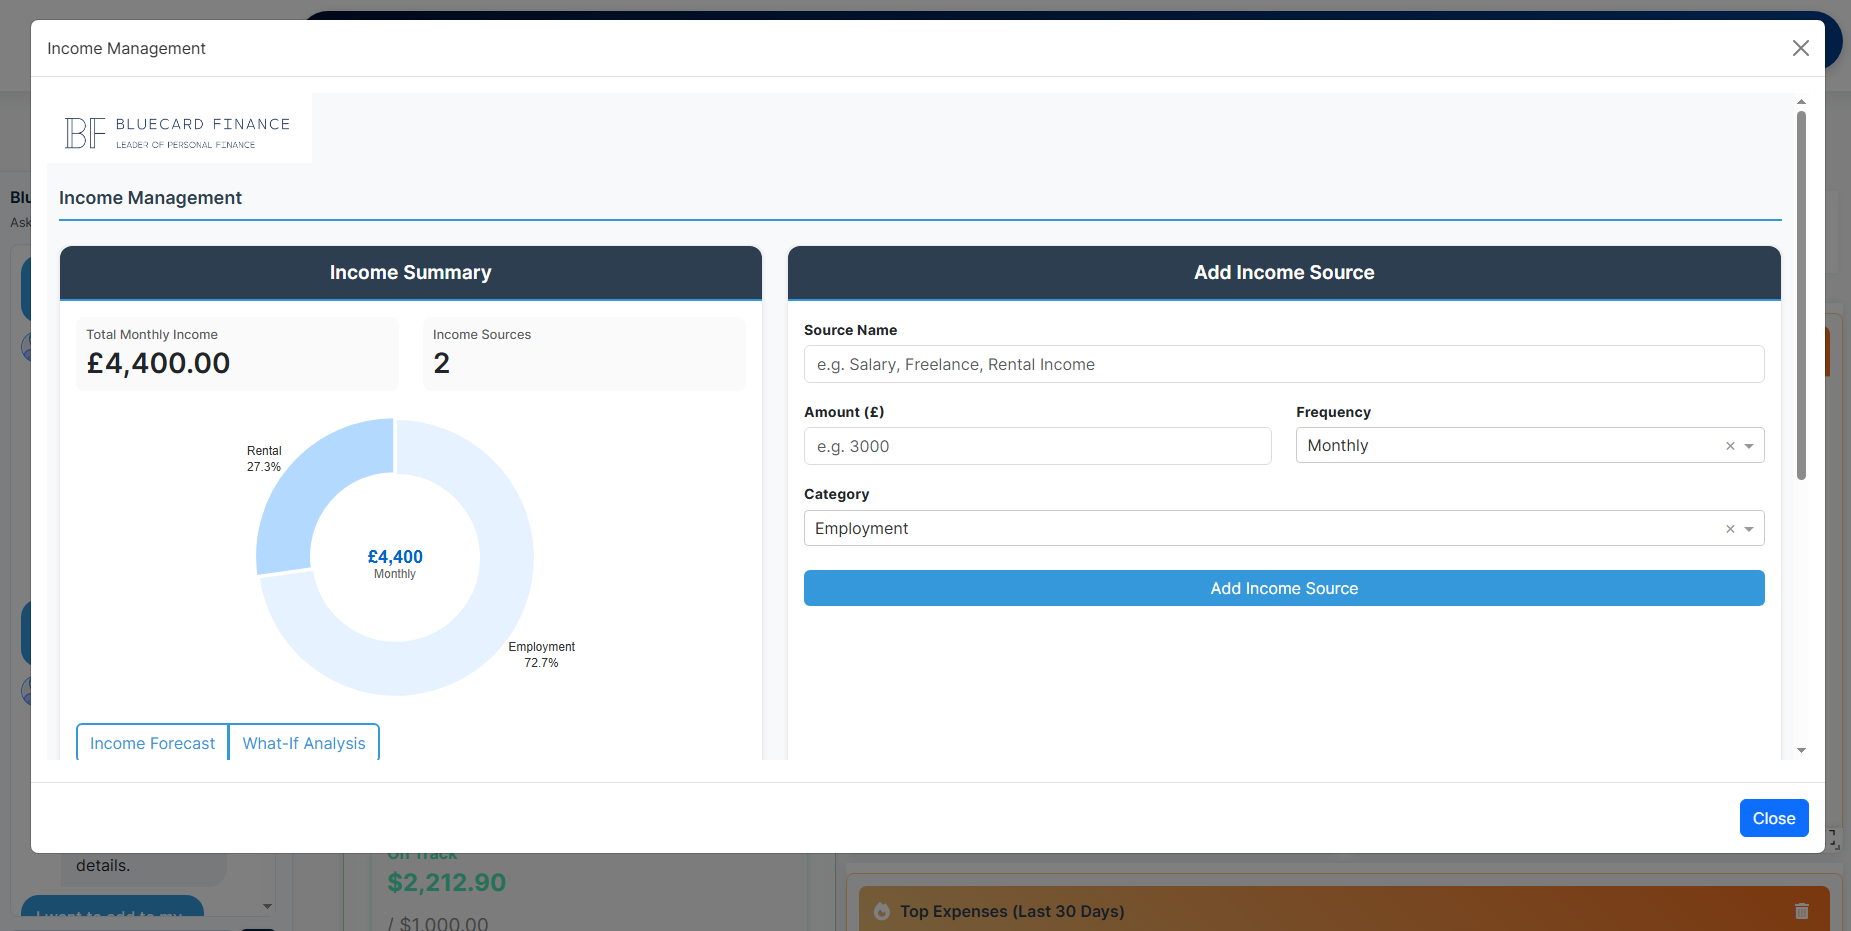 Income Management
BF BLUECARD FINANCE
LEADER OF PERSONAL FINANCE
Income Management
Income Summary
Total Monthly Income
£4,400.00
Income Sources
2
Rental
27.3%
£4,400
Monthly
Employment
72.7%
Income Forecast
What-If Analysis
Add Income Source
Source Name
e.g. Salary, Freelance, Rental Income
Amount (£)
e.g. 3000
Frequency
Monthly
Category
Employment
Add Income Source
Close
Blu
Ask
details.
I want to add to my
Off Track
$2,212.90
/ $1,000.00
Top Expenses (Last 30 Days)